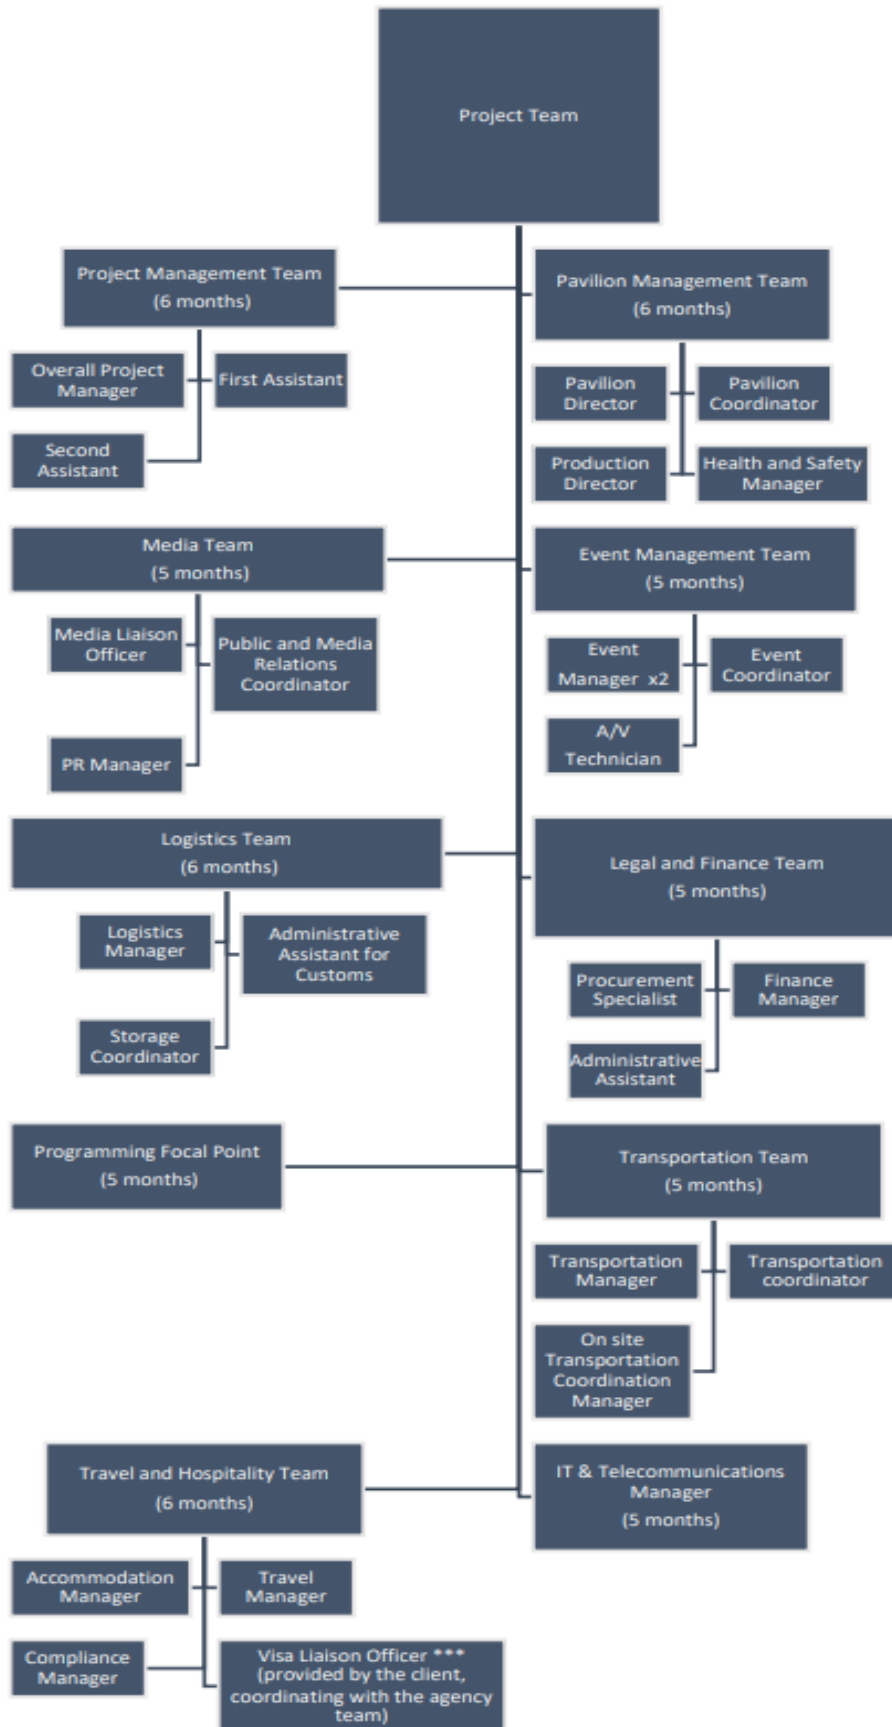 Project Team
Project Management Team
(6 months)
Pavilion Management Team
(6 months)
Overall Project
Manager
First Assistant
Second
Assistant
Pavilion
Director
Pavilion
Coordinator
Production
Director
Health and Safety
Manager
Media Team
(5 months)
Event Management Team
(5 months)
Media Liaison
Officer
Public and Media
Relations
Coordinator
PR Manager
Event
Manager x2
Event
Coordinator
A/V
Technician
Logistics Team
(6 months)
Legal and Finance Team
(5 months)
Logistics
Manager
Administrative
Assistant for
Customs
Storage
Coordinator
Procurement
Specialist
Finance
Manager
Administrative
Assistant
Programming Focal Point
(5 months)
Transportation Team
(5 months)
Transportation
Manager
Transportation
coordinator
On site
Transportation
Coordination
Manager
Travel and Hospitality Team
(6 months)
IT & Telecommunications
Manager
(5 months)
Accommodation
Manager
Travel
Manager
Compliance
Manager
Visa Liaison Officer ***
(provided by the client,
coordinating with the agency
team)